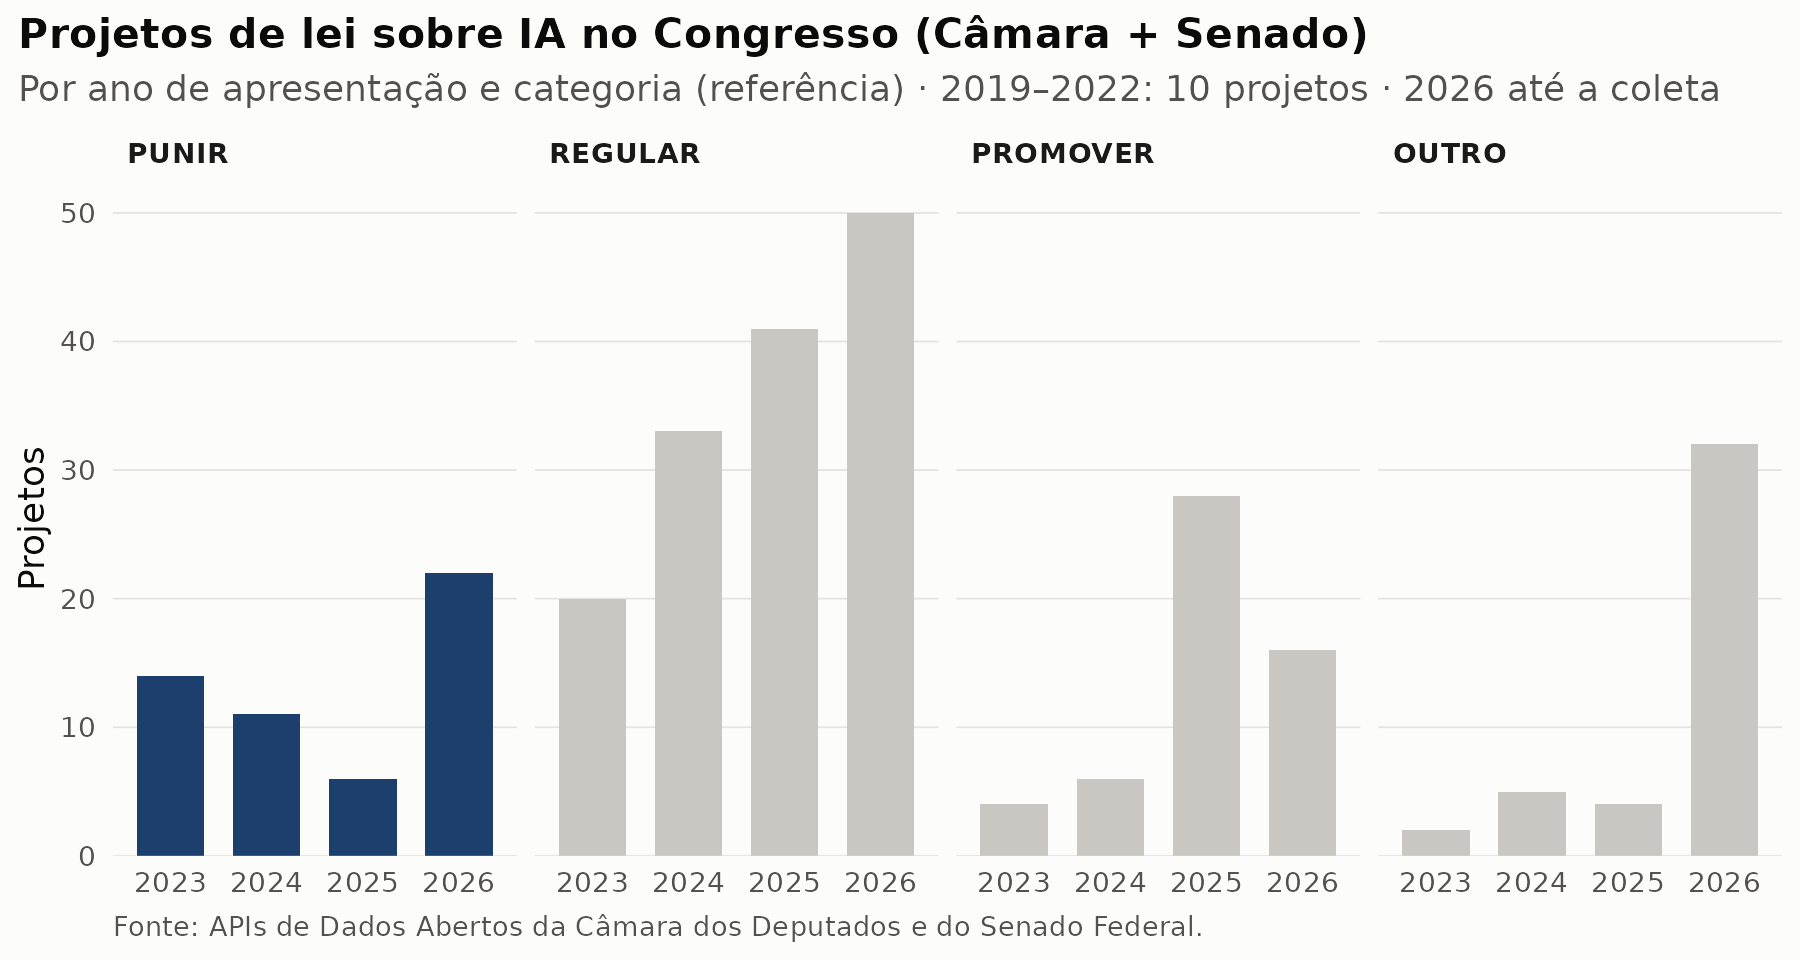 Projetos de lei sobre IA no Congresso (Câmara + Senado)
Por ano de apresentação e categoria (referência) · 2019–2022: 10 projetos · 2026 até a coleta
PUNIR REGULAR PROMOVER OUTRO
Projetos
50
40
30
20
10
0
2023 2024 2025 2026 2023 2024 2025 2026 2023 2024 2025 2026 2023 2024 2025 2026
Fonte: APIs de Dados Abertos da Câmara dos Deputados e do Senado Federal.